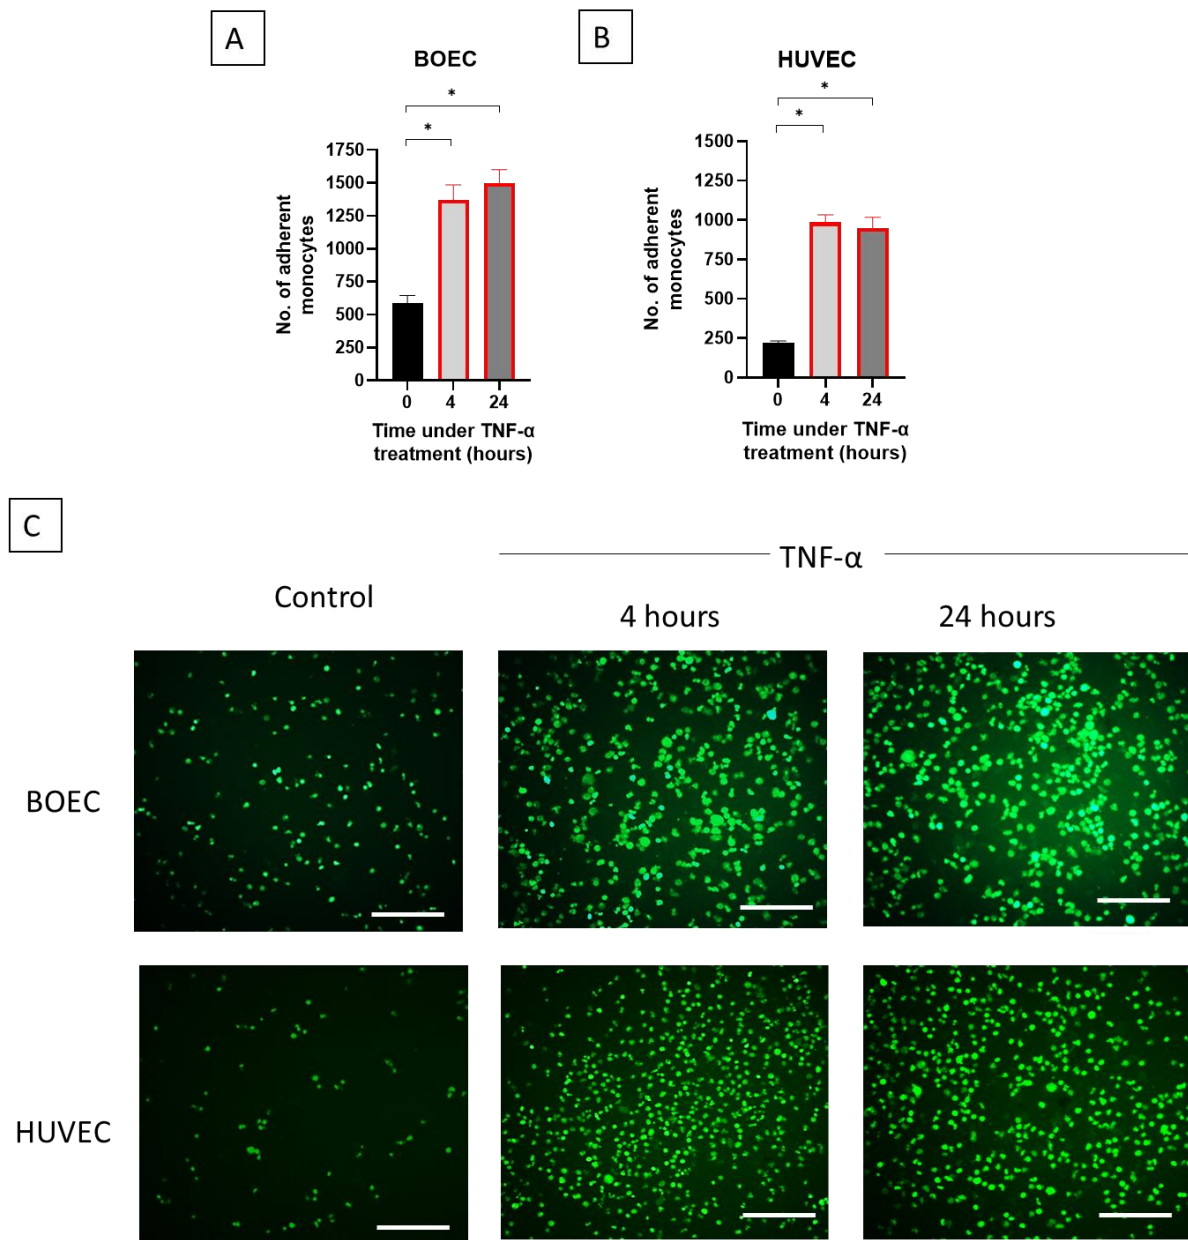 A
BOEC
*
*
1750
1500
1250
1000
750
500
250
0
No. of adherent
monocytes
0 4 24
Time under TNF-α
treatment (hours)
B
HUVEC
*
*
1500
1250
1000
750
500
250
0
No. of adherent
monocytes
0 4 24
Time under TNF-α
treatment (hours)
C
TNF-α
Control
4 hours
24 hours
BOEC
HUVEC